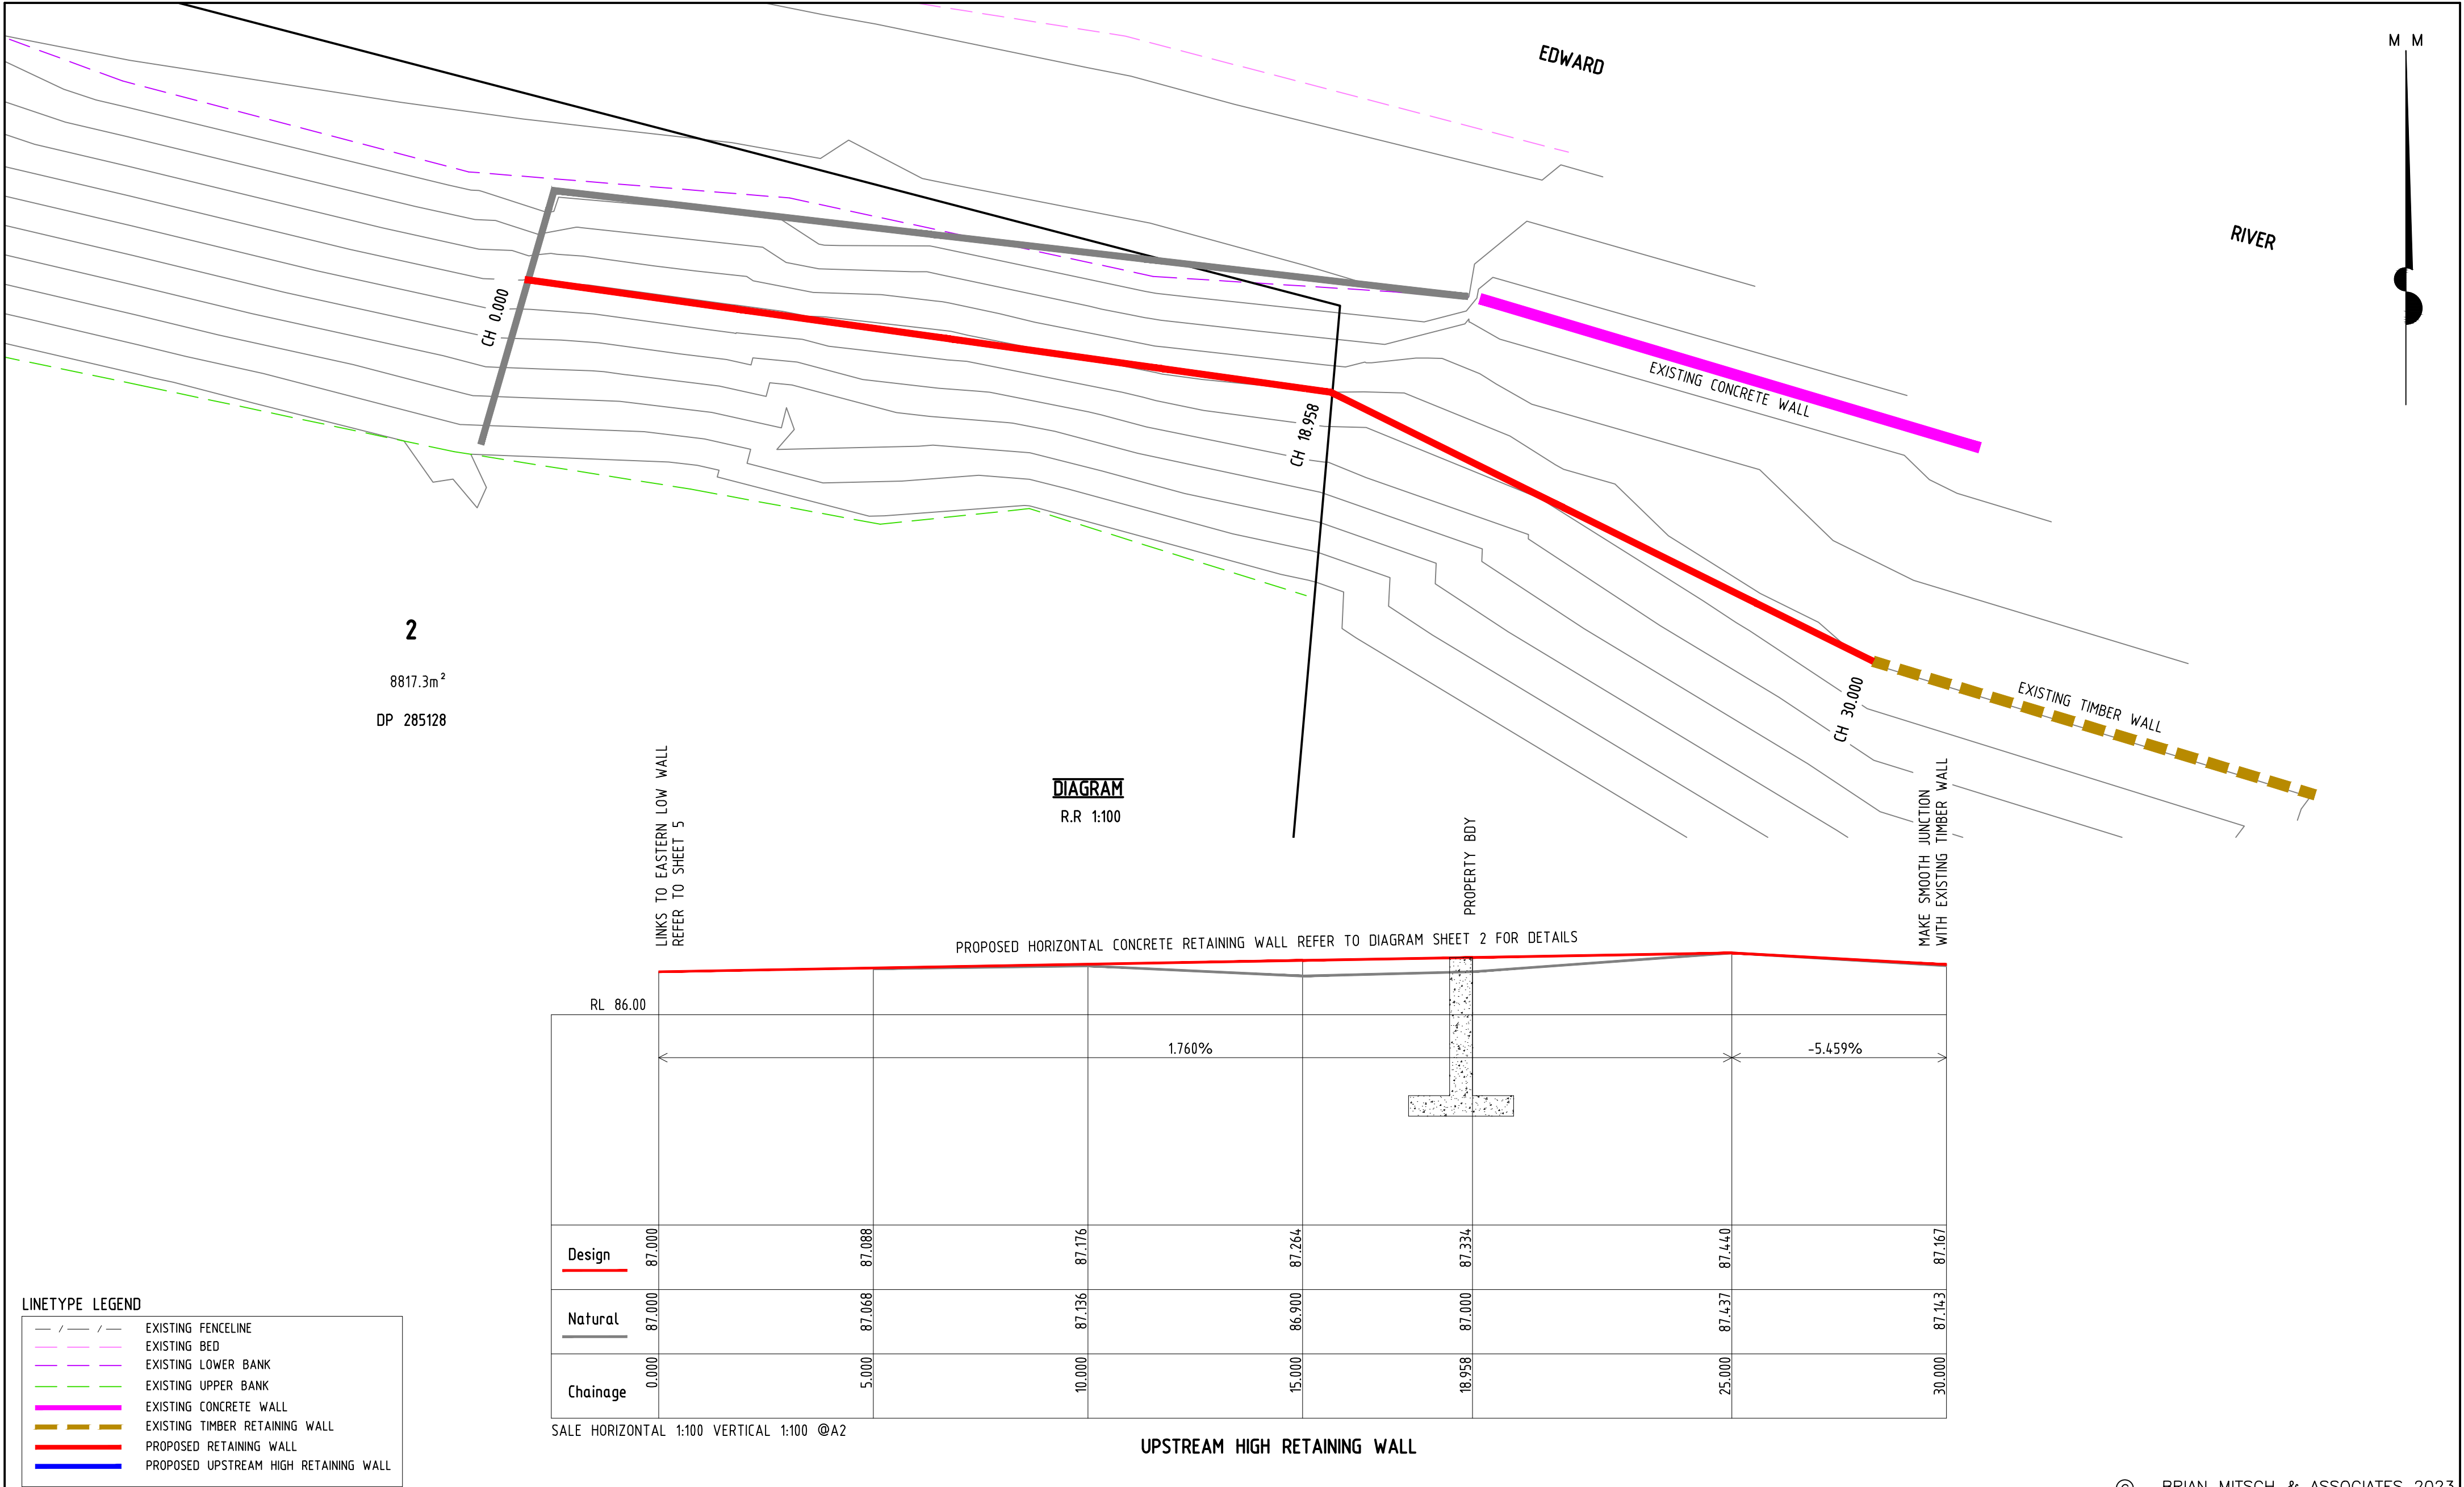 EDWARD
M M
RIVER
CH 0.000
CH 18.958
EXISTING CONCRETE WALL
2
8817.3m²
DP 285128
CH 30.000
EXISTING TIMBER WALL
DIAGRAM
R.R 1:100
LINKS TO EASTERN LOW WALL
REFER TO SHEET 5
PROPERTY BDY
MAKE SMOOTH JUNCTION
WITH EXISTING TIMBER WALL
PROPOSED HORIZONTAL CONCRETE RETAINING WALL REFER TO DIAGRAM SHEET 2 FOR DETAILS
RL 86.00
1.760%
-5.459%
Design 87.000 87.088 87.176 87.264 87.334 87.440 87.167
Natural 87.000 87.068 87.136 86.900 87.000 87.437 87.143
Chainage 0.000 5.000 10.000 15.000 18.958 25.000 30.000
SALE HORIZONTAL 1:100 VERTICAL 1:100 @A2
UPSTREAM HIGH RETAINING WALL
LINETYPE LEGEND
EXISTING FENCELINE
EXISTING BED
EXISTING LOWER BANK
EXISTING UPPER BANK
EXISTING CONCRETE WALL
EXISTING TIMBER RETAINING WALL
PROPOSED RETAINING WALL
PROPOSED UPSTREAM HIGH RETAINING WALL
© BRIAN MITSCH & ASSOCIATES 2023